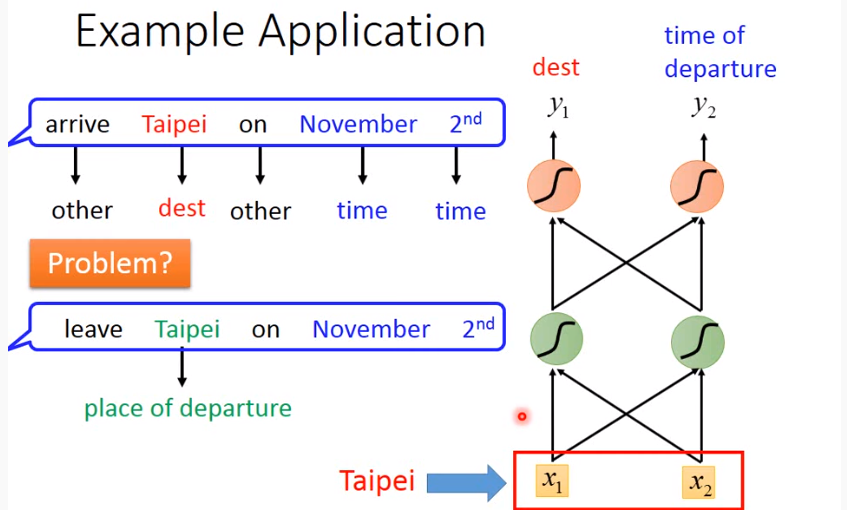 Example Application
arrive Taipei on November 2nd
other dest other time time
Problem?
leave Taipei on November 2nd
place of departure
Taipei
dest
time of
departure
y1 y2
x1 x2